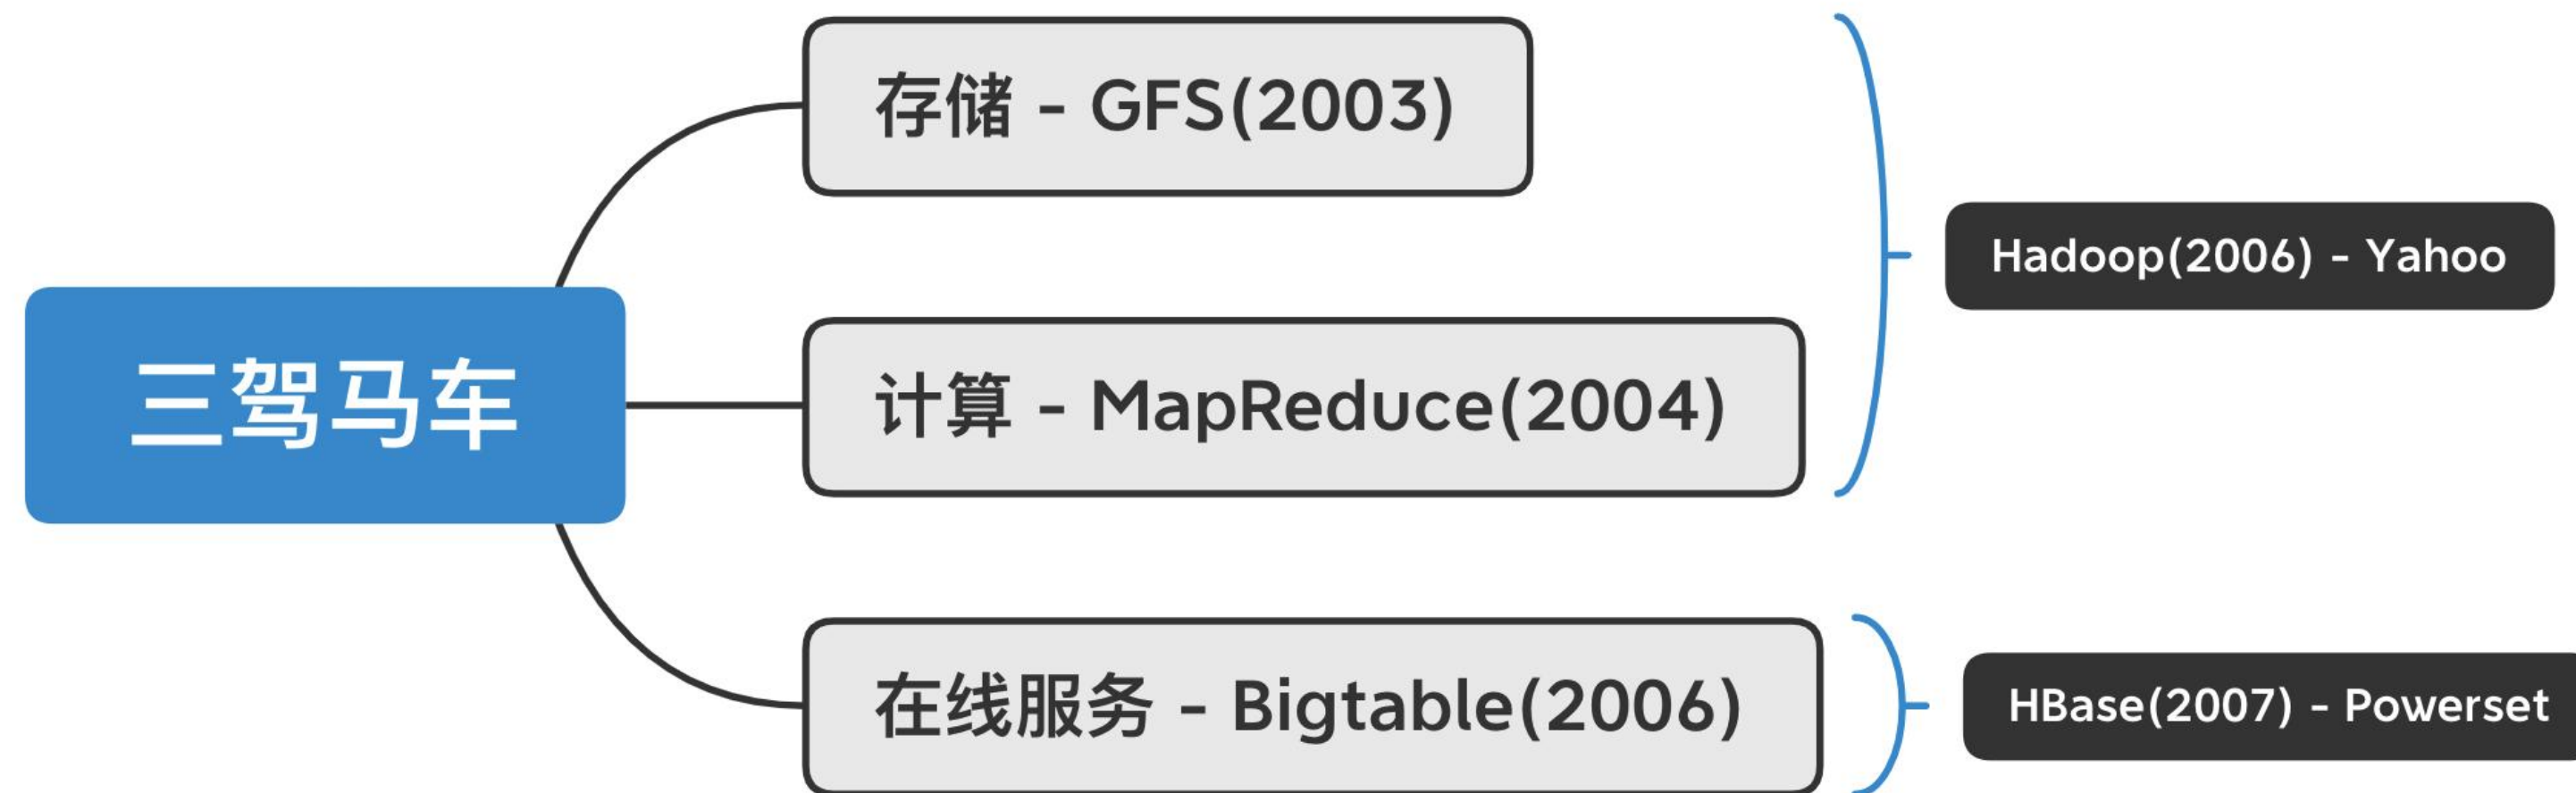 存储 - GFS(2003)
Hadoop(2006) - Yahoo
三驾马车
计算 - MapReduce(2004)
在线服务 - Bigtable(2006)
HBase(2007) - Powerset